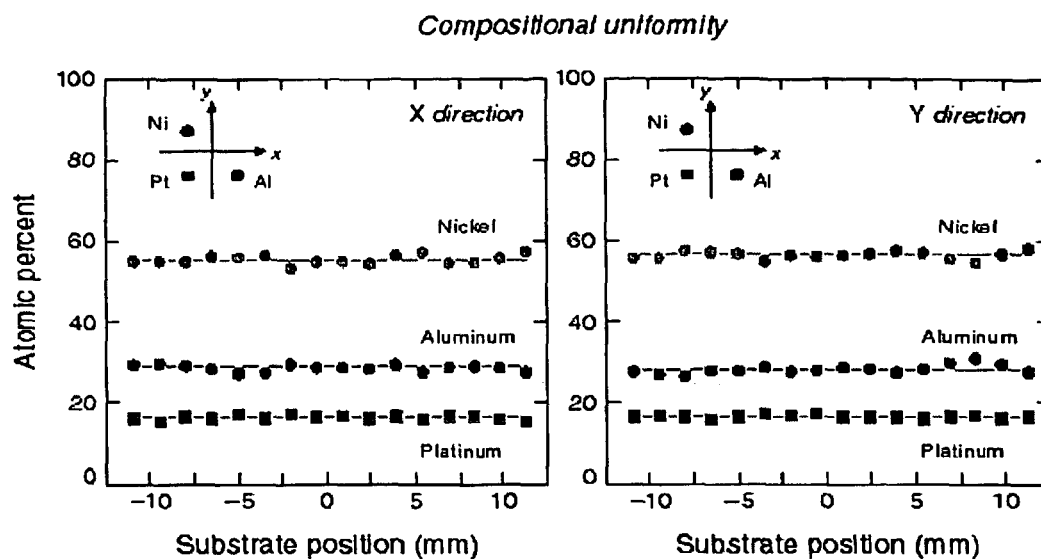 Compositional uniformity
Atomic percent
100
80
60
40
20
0
y
x
Ni
Pt
Al
X direction
Nickel
Aluminum
Platinum
−10
−5
0
5
10
Substrate position (mm)
100
80
60
40
20
0
y
x
Ni
Pt
Al
Y direction
Nickel
Aluminum
Platinum
−10
−5
0
5
10
Substrate position (mm)